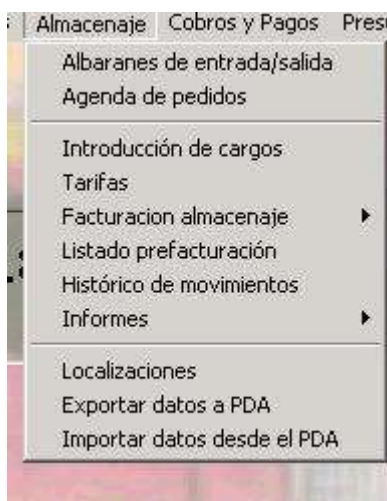 Almacenaje Cobros y Pagos
Albaranes de entrada/salida
Agenda de pedidos
Introducción de cargos
Tarifas
Facturacion almacenaje
Listado prefacturación
Histórico de movimientos
Informes
Localizaciones
Exportar datos a PDA
Importar datos desde el PDA